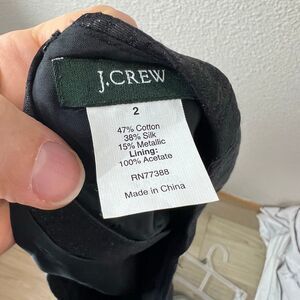 J.CREW
2
47% Cotton
38% Silk
15% Metallic
Lining:
100% Acetate
RN77388
Made in China